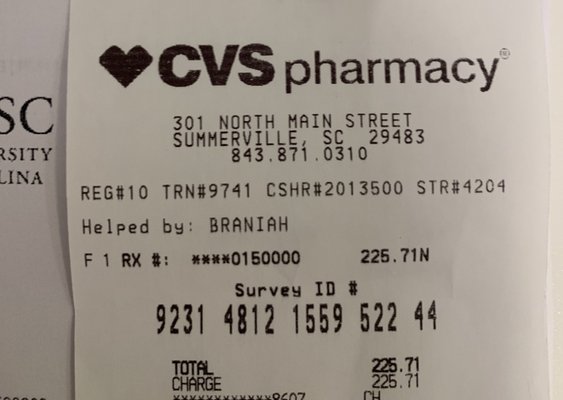 CVS pharmacy®
301 NORTH MAIN STREET
SUMMERVILLE, SC 29483
843.871.0310
REG#10 TRN#9741 CSHR#2013500 STR#4204
Helped by: BRANIAH
F 1 RX #: ****0150000 225.71N
Survey ID #
9231 4812 1559 522 44
TOTAL 225.71
CHARGE 225.71
************8607 CH
SC
RSITY
LINA